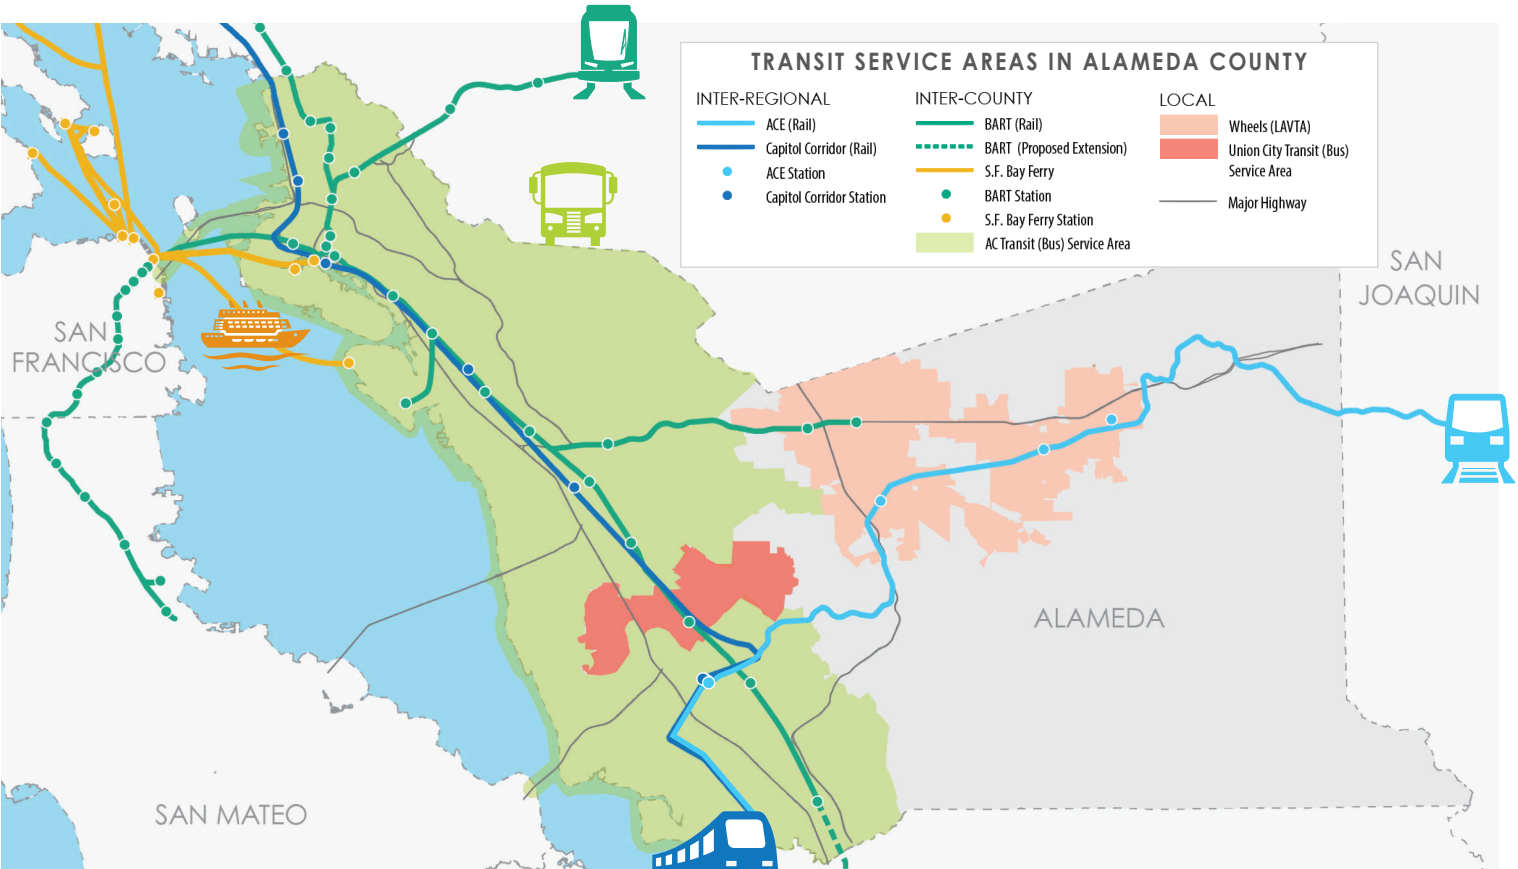 TRANSIT SERVICE AREAS IN ALAMEDA COUNTY
INTER-REGIONAL
ACE (Rail)
Capitol Corridor (Rail)
ACE Station
Capitol Corridor Station
INTER-COUNTY
BART (Rail)
BART (Proposed Extension)
S.F. Bay Ferry
BART Station
S.F. Bay Ferry Station
AC Transit (Bus) Service Area
LOCAL
Wheels (LAVTA)
Union City Transit (Bus)
Service Area
Major Highway
SAN
JOAQUIN
SAN
FRANCISCO
ALAMEDA
SAN MATEO